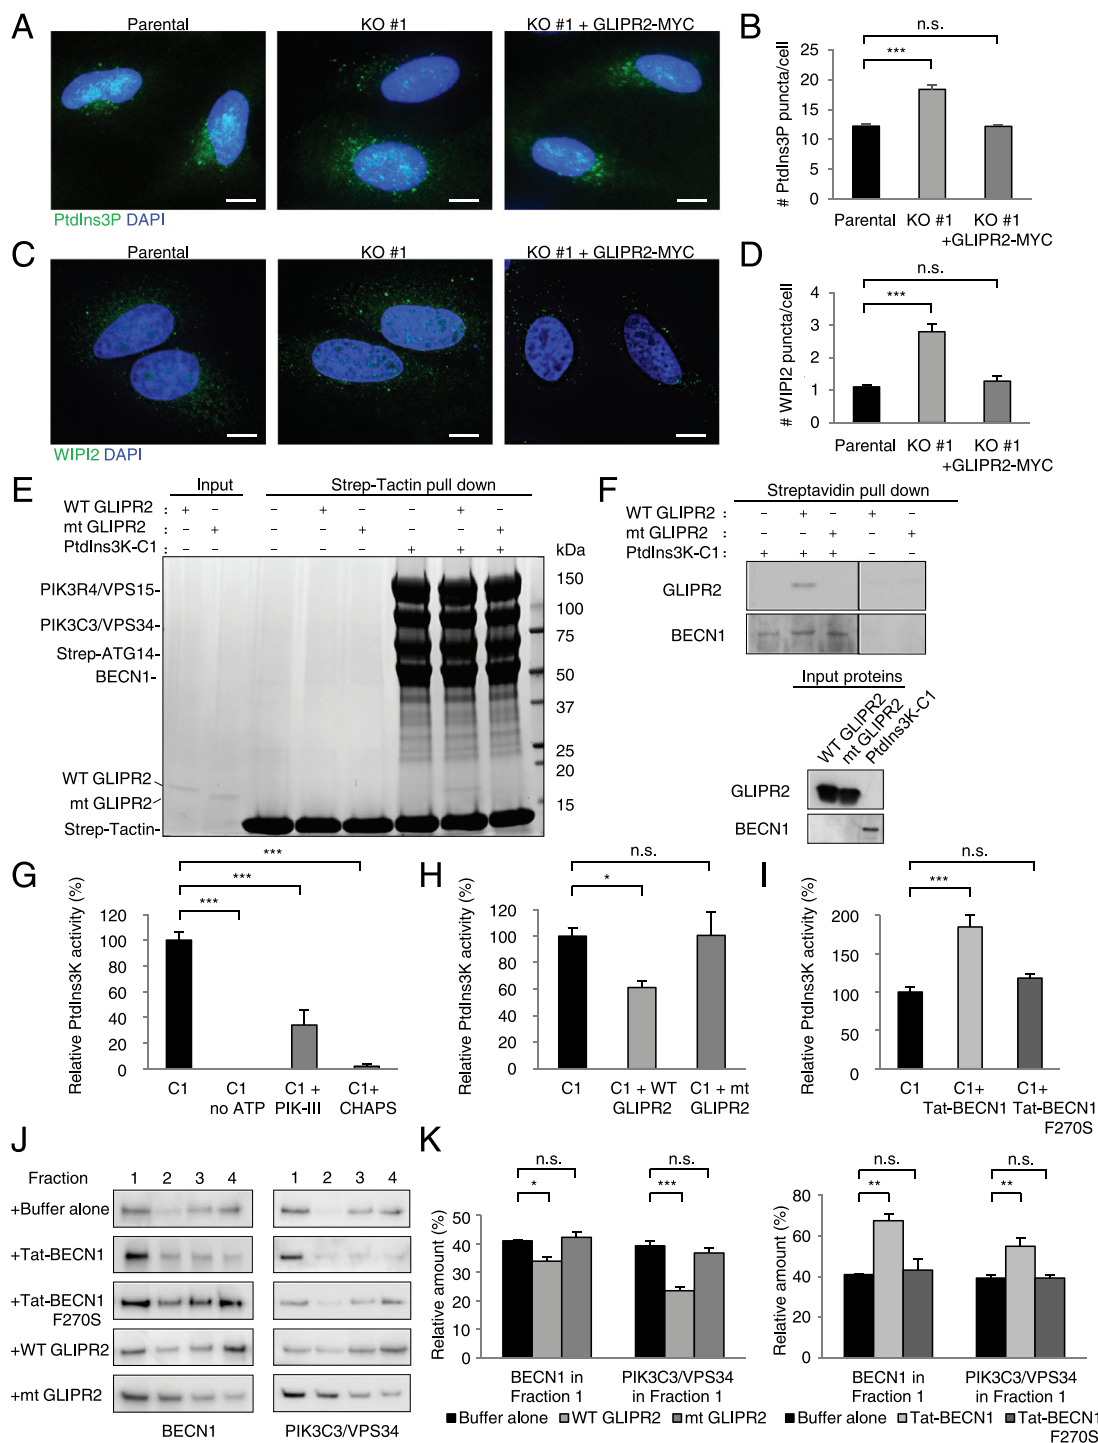 A
Parental
KO #1
KO #1 + GLIPR2-MYC
PtdIns3P DAPI
B
n.s.
***
# PtdIns3P puncta/cell
25
20
15
10
5
0
Parental
KO #1
KO #1
+GLIPR2-MYC
C
Parental
KO #1
KO #1 + GLIPR2-MYC
WIPI2 DAPI
D
n.s.
***
# WIPI2 puncta/cell
4
3
2
1
0
Parental
KO #1
KO #1
+GLIPR2-MYC
E
Input
Strep-Tactin pull down
WT GLIPR2 : + − − + − − + −
mt GLIPR2 : − + − − + − − +
PtdIns3K-C1 : − − − − − + + +
kDa
PIK3R4/VPS15-
PIK3C3/VPS34-
Strep-ATG14-
BECN1-
WT GLIPR2
mt GLIPR2
Strep-Tactin-
150
100
75
50
37
25
20
15
F
Streptavidin pull down
WT GLIPR2 : − + − + −
mt GLIPR2 : − − + − +
PtdIns3K-C1 : + + + − −
GLIPR2
BECN1
Input proteins
WT GLIPR2
mt GLIPR2
PtdIns3K-C1
GLIPR2
BECN1
G
***
***
***
Relative PtdIns3K activity (%)
120
100
80
60
40
20
0
C1
C1
no ATP
C1 +
PIK-III
C1+
CHAPS
H
n.s.
*
Relative PtdIns3K activity (%)
120
100
80
60
40
20
0
C1
C1 + WT
GLIPR2
C1 + mt
GLIPR2
I
n.s.
***
Relative PtdIns3K activity (%)
200
150
100
50
0
C1
C1+
Tat-BECN1
C1+
Tat-BECN1
F270S
J
Fraction
1 2 3 4
1 2 3 4
+Buffer alone
+Tat-BECN1
+Tat-BECN1
F270S
+WT GLIPR2
+mt GLIPR2
BECN1
PIK3C3/VPS34
K
n.s.
*
n.s.
***
Relative amount (%)
50
40
30
20
10
0
BECN1 in
Fraction 1
PIK3C3/VPS34
in Fraction 1
Buffer alone
WT GLIPR2
mt GLIPR2
n.s.
**
n.s.
**
Relative amount (%)
80
60
40
20
0
BECN1 in
Fraction 1
PIK3C3/VPS34
in Fraction 1
Buffer alone
Tat-BECN1
Tat-BECN1
F270S